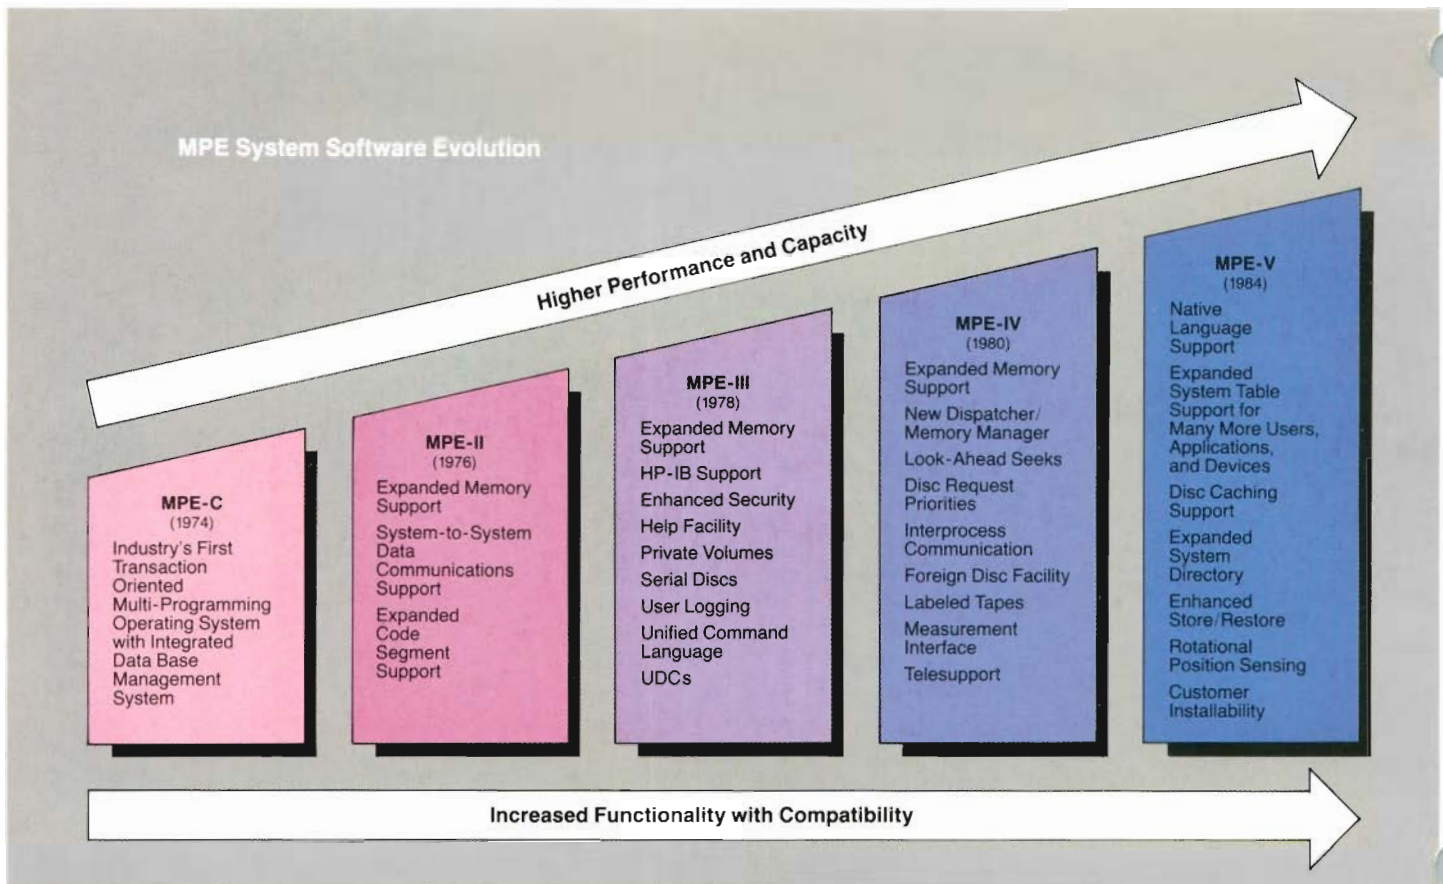 MPE System Software Evolution
Higher Performance and Capacity
MPE-C
(1974)
Industry's First
Transaction
Oriented
Multi-Programming
Operating System
with Integrated
Data Base
Management
System
MPE-II
(1976)
Expanded Memory
Support
System-to-System
Data
Communications
Support
Expanded
Code
Segment
Support
MPE-III
(1978)
Expanded Memory
Support
HP-IB Support
Enhanced Security
Help Facility
Private Volumes
Serial Discs
User Logging
Unified Command
Language
UDCs
MPE-IV
(1980)
Expanded Memory
Support
New Dispatcher/
Memory Manager
Look-Ahead Seeks
Disc Request
Priorities
Interprocess
Communication
Foreign Disc Facility
Labeled Tapes
Measurement
Interface
Telesupport
MPE-V
(1984)
Native
Language
Support
Expanded
System Table
Support for
Many More Users,
Applications,
and Devices
Disc Caching
Support
Expanded
System
Directory
Enhanced
Store/Restore
Rotational
Position Sensing
Customer
Installability
Increased Functionality with Compatibility